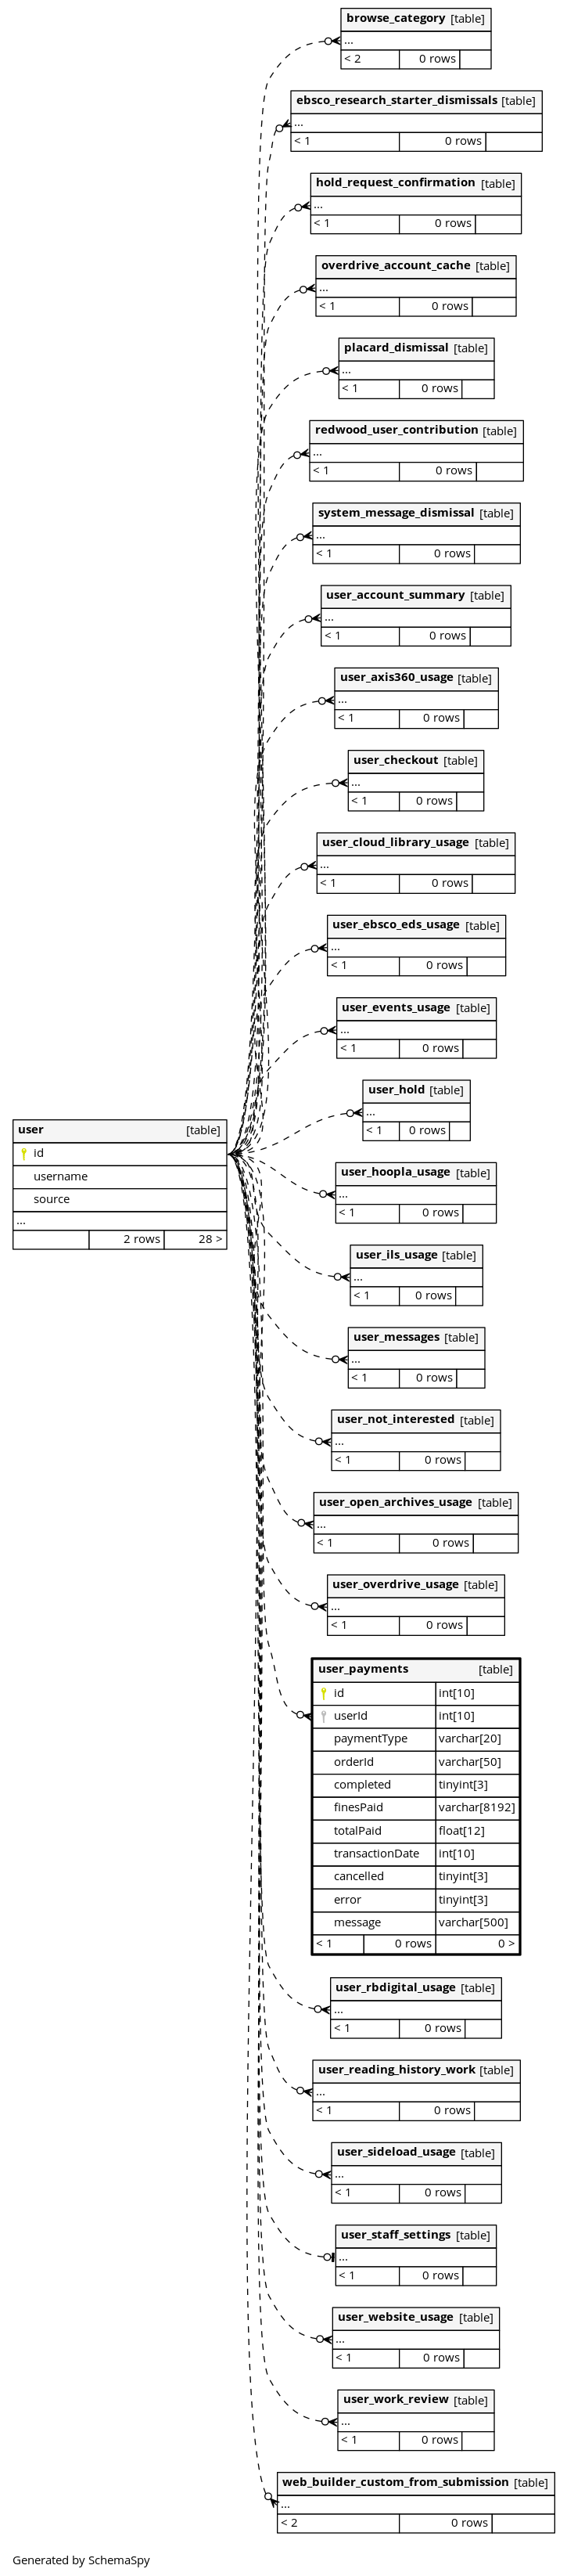 browse_category [table]
...
< 2 0 rows
ebsco_research_starter_dismissals [table]
...
< 1 0 rows
hold_request_confirmation [table]
...
< 1 0 rows
overdrive_account_cache [table]
...
< 1 0 rows
placard_dismissal [table]
...
< 1 0 rows
redwood_user_contribution [table]
...
< 1 0 rows
system_message_dismissal [table]
...
< 1 0 rows
user_account_summary [table]
...
< 1 0 rows
user_axis360_usage [table]
...
< 1 0 rows
user_checkout [table]
...
< 1 0 rows
user_cloud_library_usage [table]
...
< 1 0 rows
user_ebsco_eds_usage [table]
...
< 1 0 rows
user_events_usage [table]
...
< 1 0 rows
user_hold [table]
...
< 1 0 rows
user [table]
id
username
source
...
2 rows 28 >
user_hoopla_usage [table]
...
< 1 0 rows
user_ils_usage [table]
...
< 1 0 rows
user_messages [table]
...
< 1 0 rows
user_not_interested [table]
...
< 1 0 rows
user_open_archives_usage [table]
...
< 1 0 rows
user_overdrive_usage [table]
...
< 1 0 rows
user_payments [table]
id int[10]
userId int[10]
paymentType varchar[20]
orderId varchar[50]
completed tinyint[3]
finesPaid varchar[8192]
totalPaid float[12]
transactionDate int[10]
cancelled tinyint[3]
error tinyint[3]
message varchar[500]
< 1 0 rows 0 >
user_rbdigital_usage [table]
...
< 1 0 rows
user_reading_history_work [table]
...
< 1 0 rows
user_sideload_usage [table]
...
< 1 0 rows
user_staff_settings [table]
...
< 1 0 rows
user_website_usage [table]
...
< 1 0 rows
user_work_review [table]
...
< 1 0 rows
web_builder_custom_from_submission [table]
...
< 2 0 rows
Generated by SchemaSpy